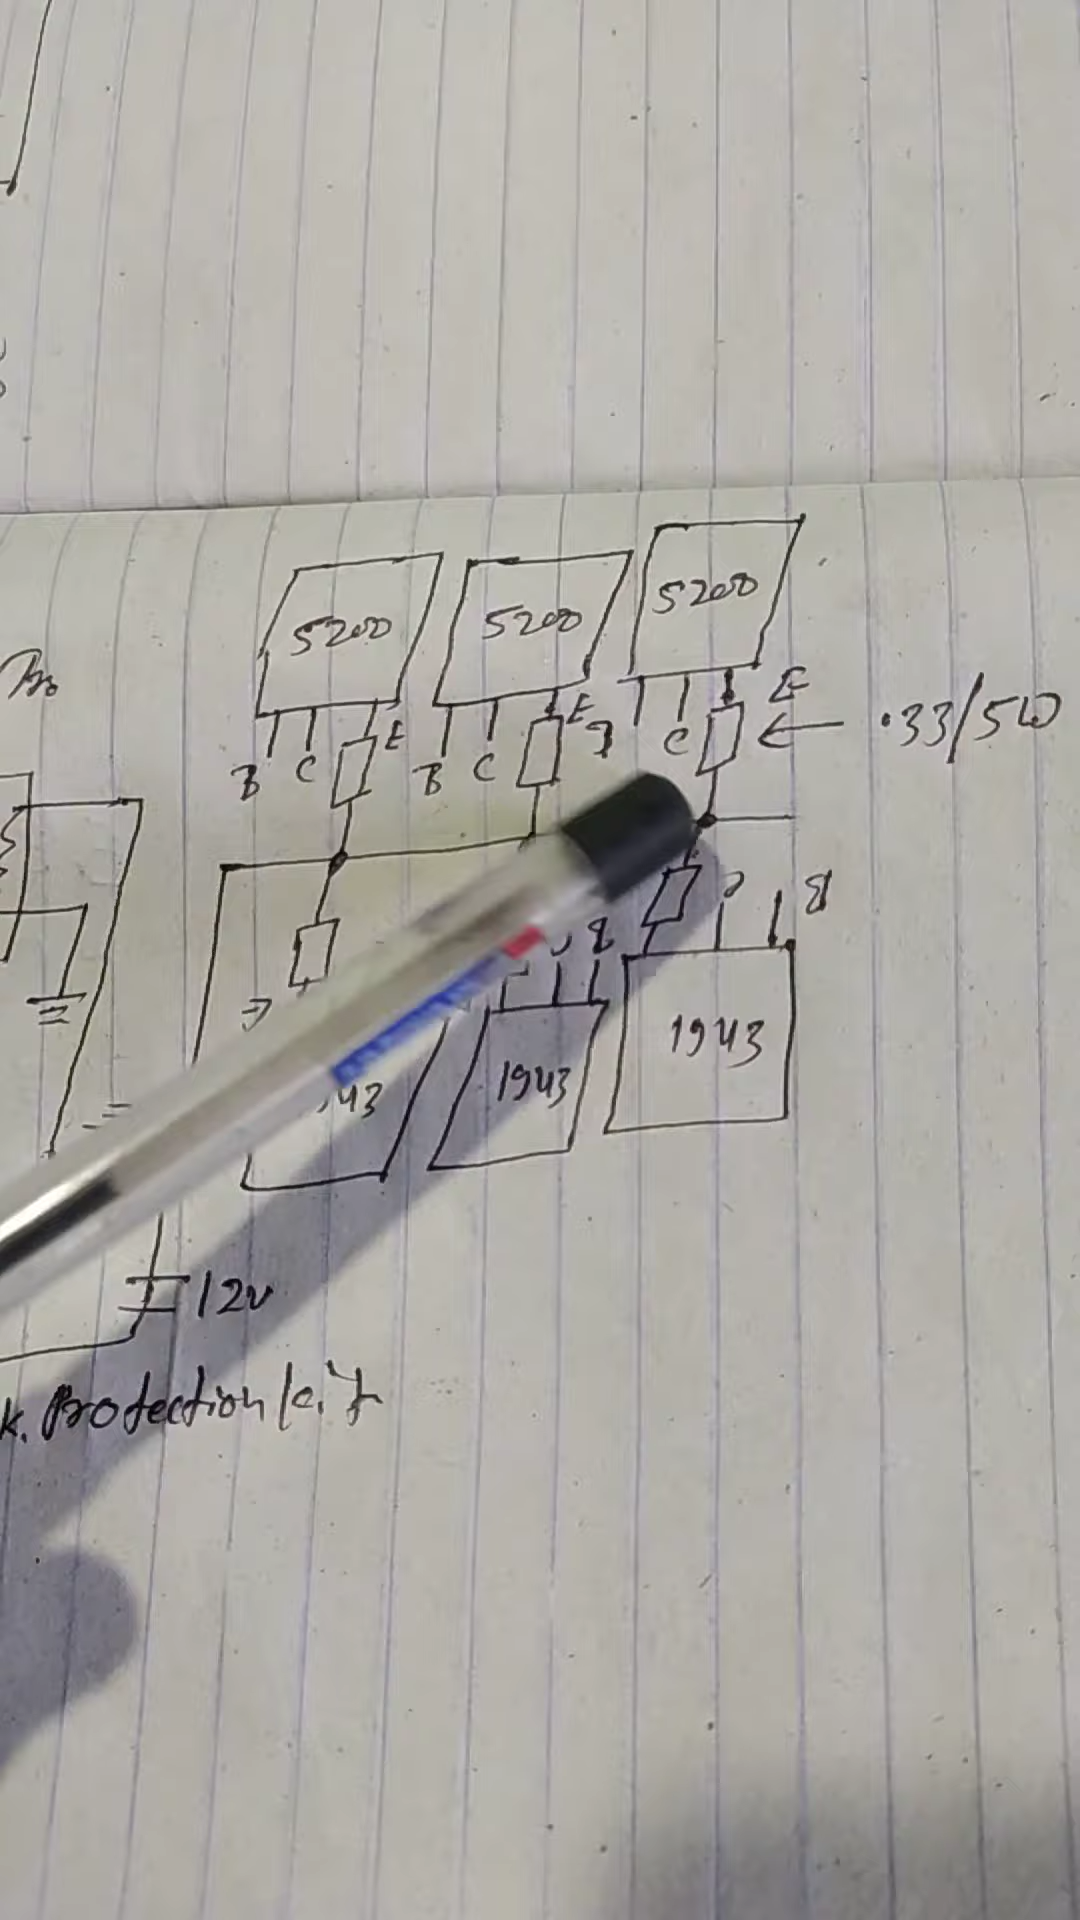 5200 5200 5200
B C E B C E C E
.33/5W
B
1943 1943
12v
k. Protection